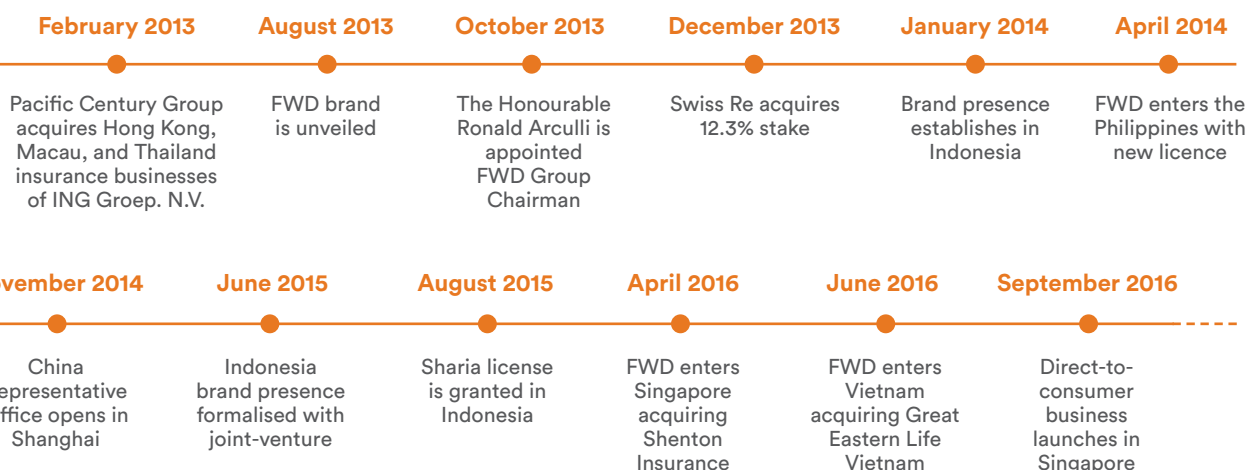 February 2013
Pacific Century Group
acquires Hong Kong,
Macau, and Thailand
insurance businesses
of ING Groep. N.V.
August 2013
FWD brand
is unveiled
October 2013
The Honourable
Ronald Arculli is
appointed
FWD Group
Chairman
December 2013
Swiss Re acquires
12.3% stake
January 2014
Brand presence
establishes in
Indonesia
April 2014
FWD enters the
Philippines with
new licence
vember 2014
China
epresentative
ffice opens in
Shanghai
June 2015
Indonesia
brand presence
formalised with
joint-venture
August 2015
Sharia license
is granted in
Indonesia
April 2016
FWD enters
Singapore
acquiring
Shenton
Insurance
June 2016
FWD enters
Vietnam
acquiring Great
Eastern Life
Vietnam
September 2016
Direct-to-
consumer
business
launches in
Singapore